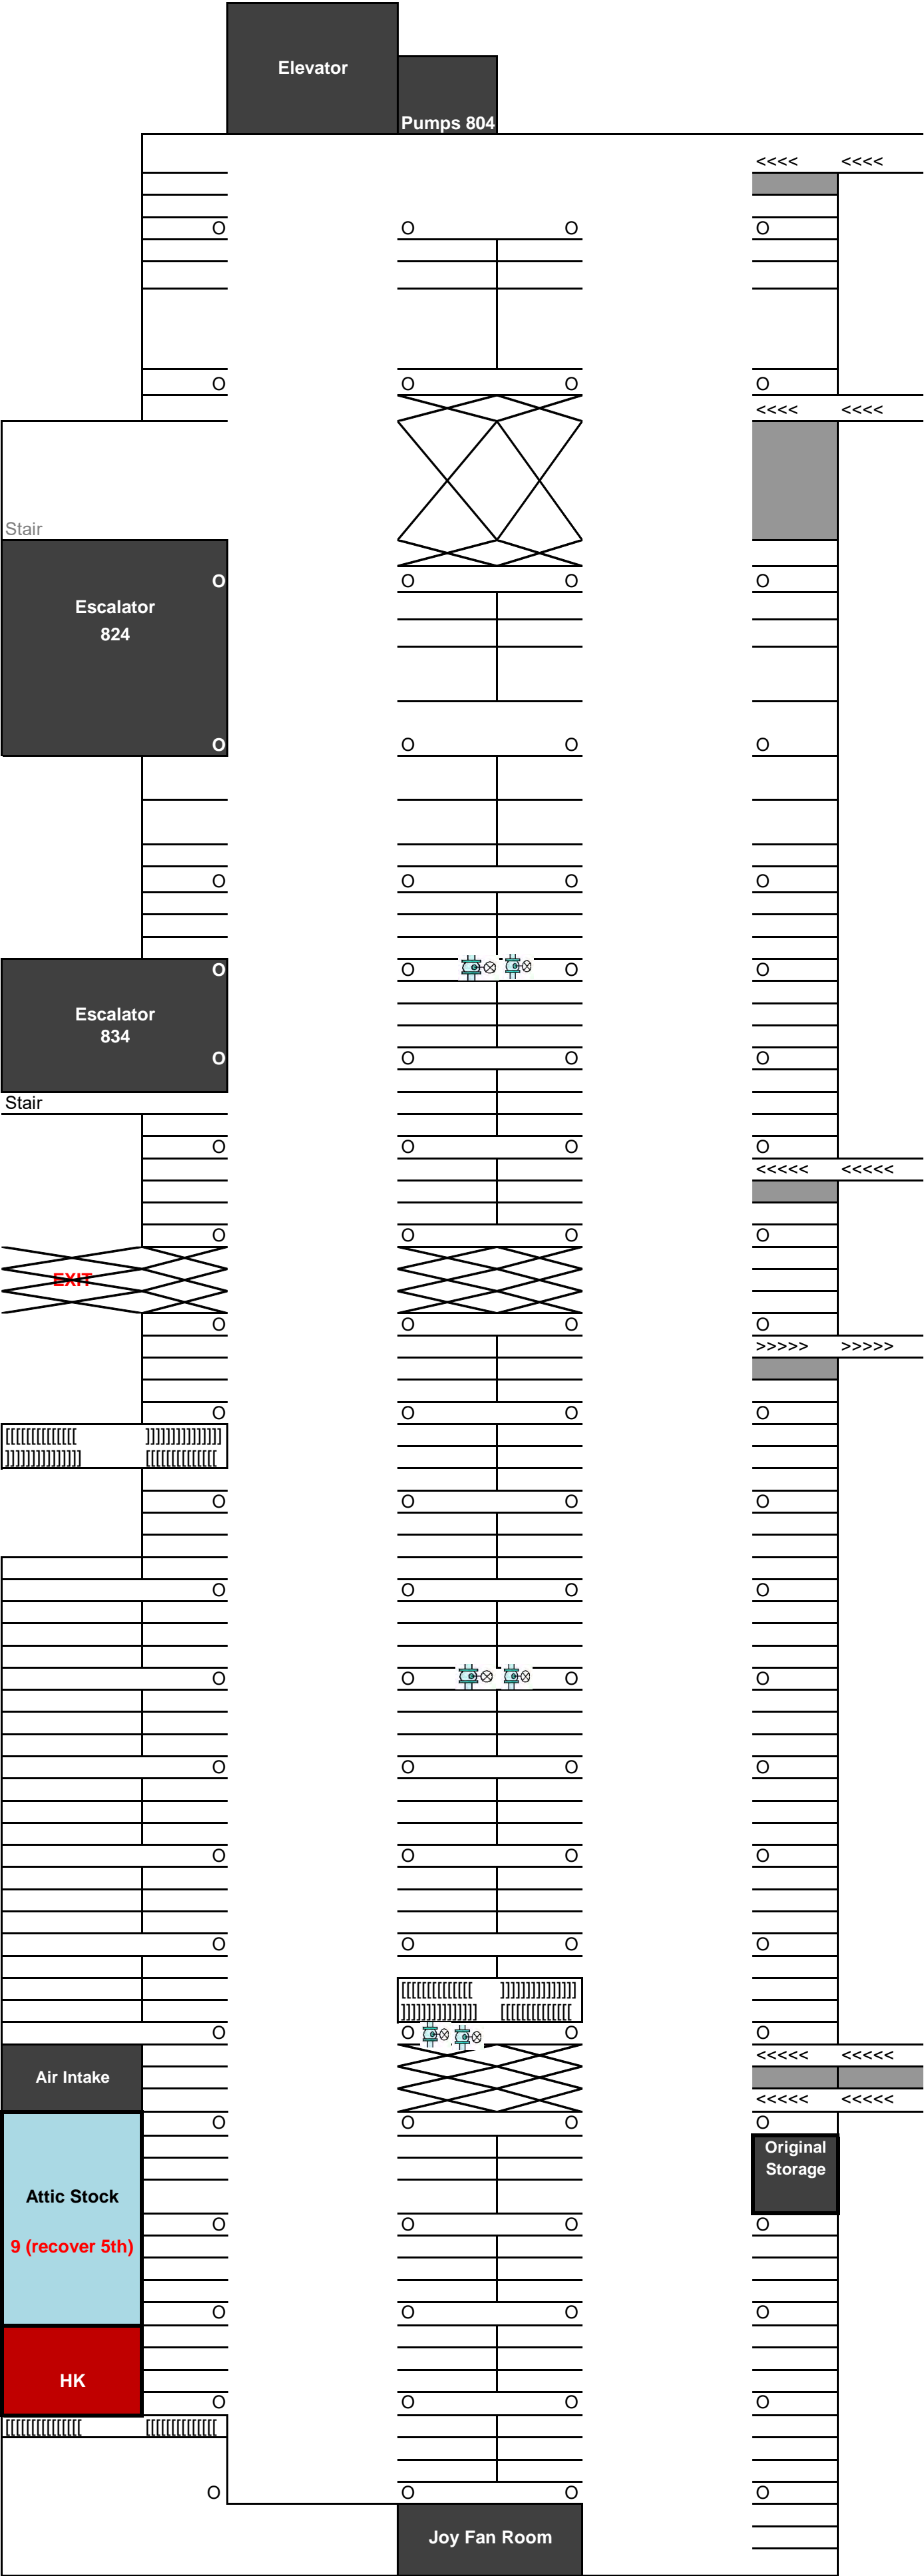 Elevator
Pumps 804
<<<< <<<<
O O O O
O O O O
<<<< <<<<
Stair
O O O O
Escalator
824
O O O O
O O O O
O O O O
Escalator
834
O O O O
Stair
O O O O
<<<<< <<<<<
O O O O
EXIT
O O O O
>>>>> >>>>>
O O O O
[[[[[[[[[[[[[[ ]]]]]]]]]]]]]]]
]]]]]]]]]]]]]]] [[[[[[[[[[[[[[
O O O O
O O O O
O O O O
O O O O
O O O O
O O O O
[[[[[[[[[[[[[[ ]]]]]]]]]]]]]]]
]]]]]]]]]]]]]]] [[[[[[[[[[[[[[
O O O O
<<<<< <<<<<
Air Intake
<<<<< <<<<<
O O O O
Original
Storage
Attic Stock
O O O O
9 (recover 5th)
O O O O
HK
O O O O
[[[[[[[[[[[[[[[ [[[[[[[[[[[[[[
O O O O
Joy Fan Room